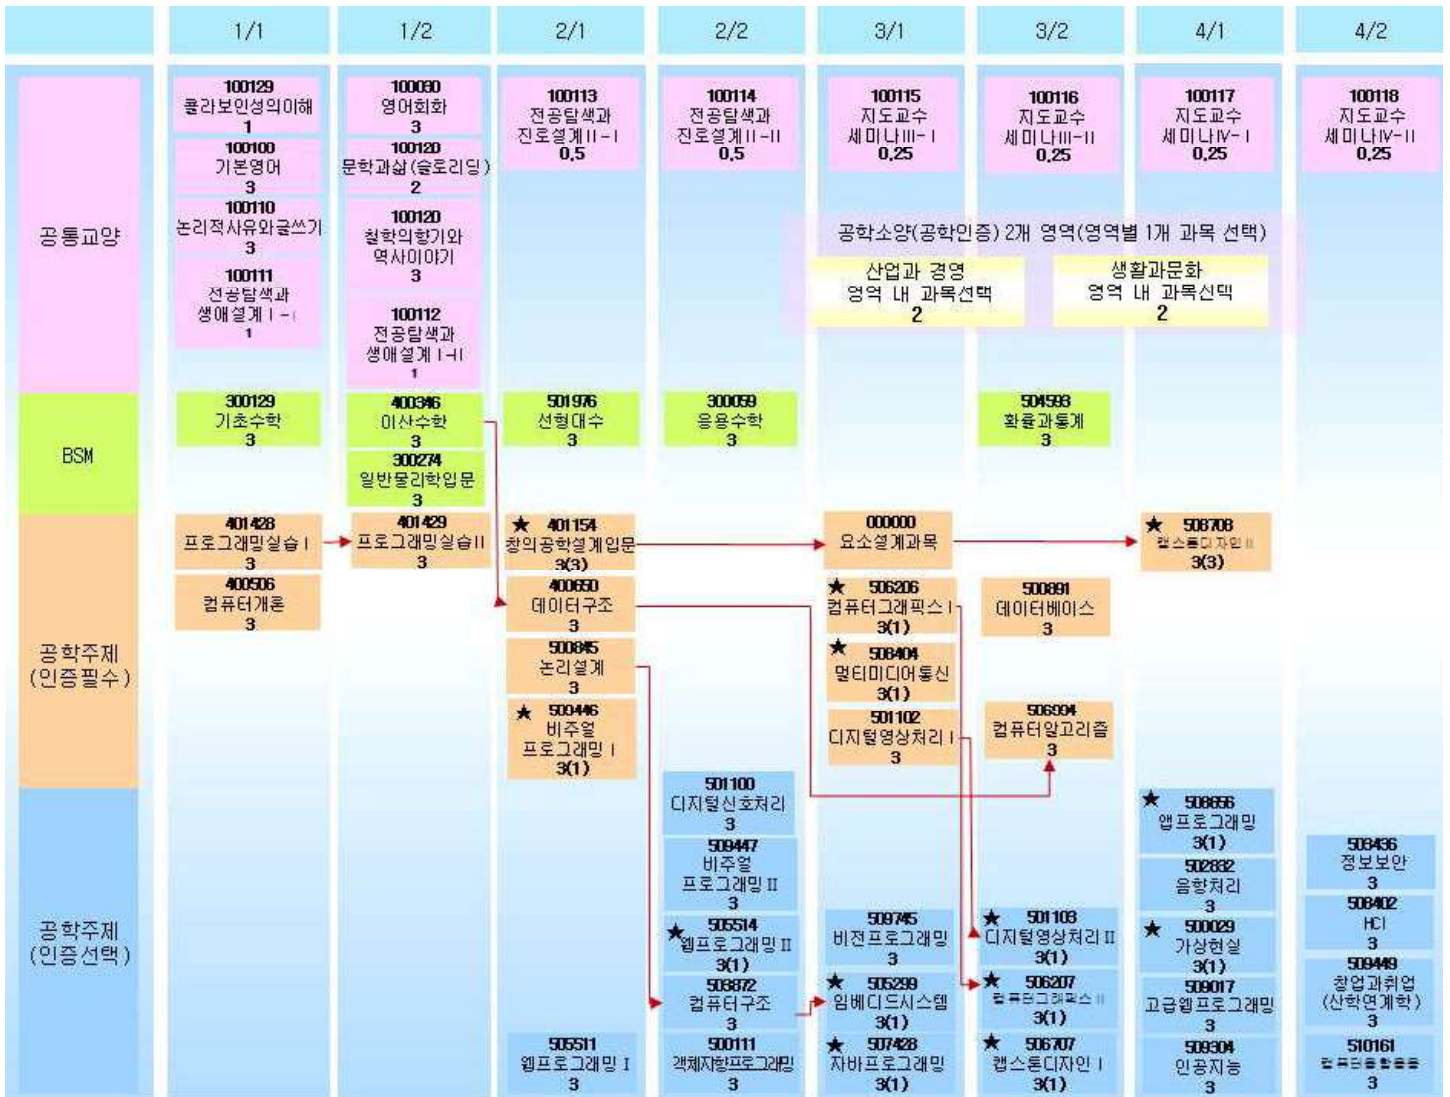 1/1 1/2 2/1 2/2 3/1 3/2 4/1 4/2
공통교양
100129
콜라보인성의이해
1
100100
기본영어
3
100110
논리적사유와글쓰기
3
100111
전공탐색과
생애설계Ⅰ-Ⅰ
1
100030
영어회화
3
100120
문학과삶(슬로리딩)
2
100120
철학의향기와
역사이야기
3
100112
전공탐색과
생애설계Ⅰ-Ⅱ
1
100113
전공탐색과
진로설계Ⅱ-Ⅰ
0.5
100114
전공탐색과
진로설계Ⅱ-Ⅱ
0.5
100115
지도교수
세미나Ⅲ-Ⅰ
0.25
100116
지도교수
세미나Ⅲ-Ⅱ
0.25
100117
지도교수
세미나Ⅳ-Ⅰ
0.25
100118
지도교수
세미나Ⅳ-Ⅱ
0.25
공학소양(공학인증) 2개 영역(영역별 1개 과목 선택)
산업과 경영
영역 내 과목선택
2
생활과문화
영역 내 과목선택
2
BSM
300129
기초수학
3
400346
이산수학
3
300274
일반물리학입문
3
501976
선형대수
3
300059
응용수학
3
504593
확률과통계
3
공학주제
(인증필수)
401428
프로그래밍실습Ⅰ
3
400506
컴퓨터개론
3
401429
프로그래밍실습Ⅱ
3
★ 401154
창의공학설계입문
3(3)
400650
데이터구조
3
500845
논리설계
3
★ 509446
비주얼
프로그래밍Ⅰ
3(1)
000000
요소설계과목
★ 506206
컴퓨터그래픽스Ⅰ
3(1)
★ 508404
멀티미디어통신
3(1)
501102
디지털영상처리Ⅰ
3
500891
데이터베이스
3
506994
컴퓨터알고리즘
3
★ 508708
캡스톤디자인Ⅱ
3(3)
공학주제
(인증선택)
505511
웹프로그래밍Ⅰ
3
501100
디지털신호처리
3
509447
비주얼
프로그래밍Ⅱ
3
★ 505514
웹프로그래밍Ⅱ
3(1)
503872
컴퓨터구조
3
500111
객체지향프로그래밍
3
509745
비전프로그래밍
3
★ 505299
임베디드시스템
3(1)
★ 507428
자바프로그래밍
3(1)
★ 501103
디지털영상처리Ⅱ
3(1)
★ 506207
컴퓨터그래픽스Ⅱ
3(1)
★ 506707
캡스톤디자인Ⅰ
3(1)
★ 508656
앱프로그래밍
3(1)
502832
음향처리
3
★ 500029
가상현실
3(1)
509017
고급웹프로그래밍
3
509304
인공지능
3
503436
정보보안
3
508402
HCI
3
509449
창업과취업
(산학연계학)
3
510161
3